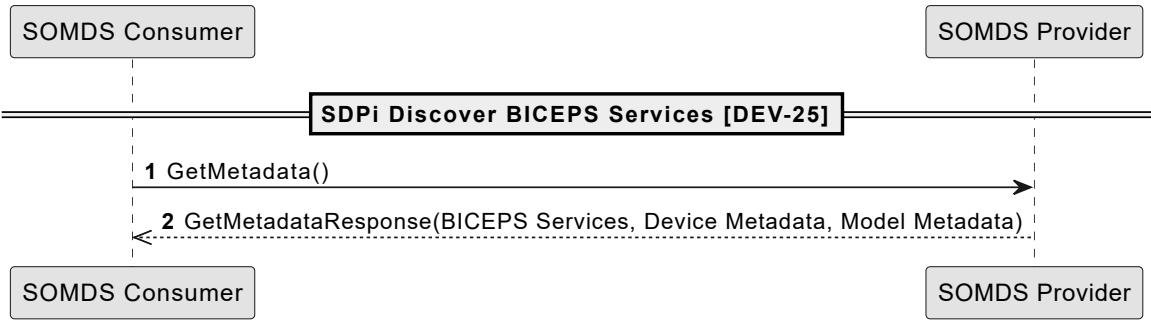 SOMDS Consumer SOMDS Provider
SDPi Discover BICEPS Services [DEV-25]
1 GetMetadata()
2 GetMetadataResponse(BICEPS Services, Device Metadata, Model Metadata)
SOMDS Consumer SOMDS Provider